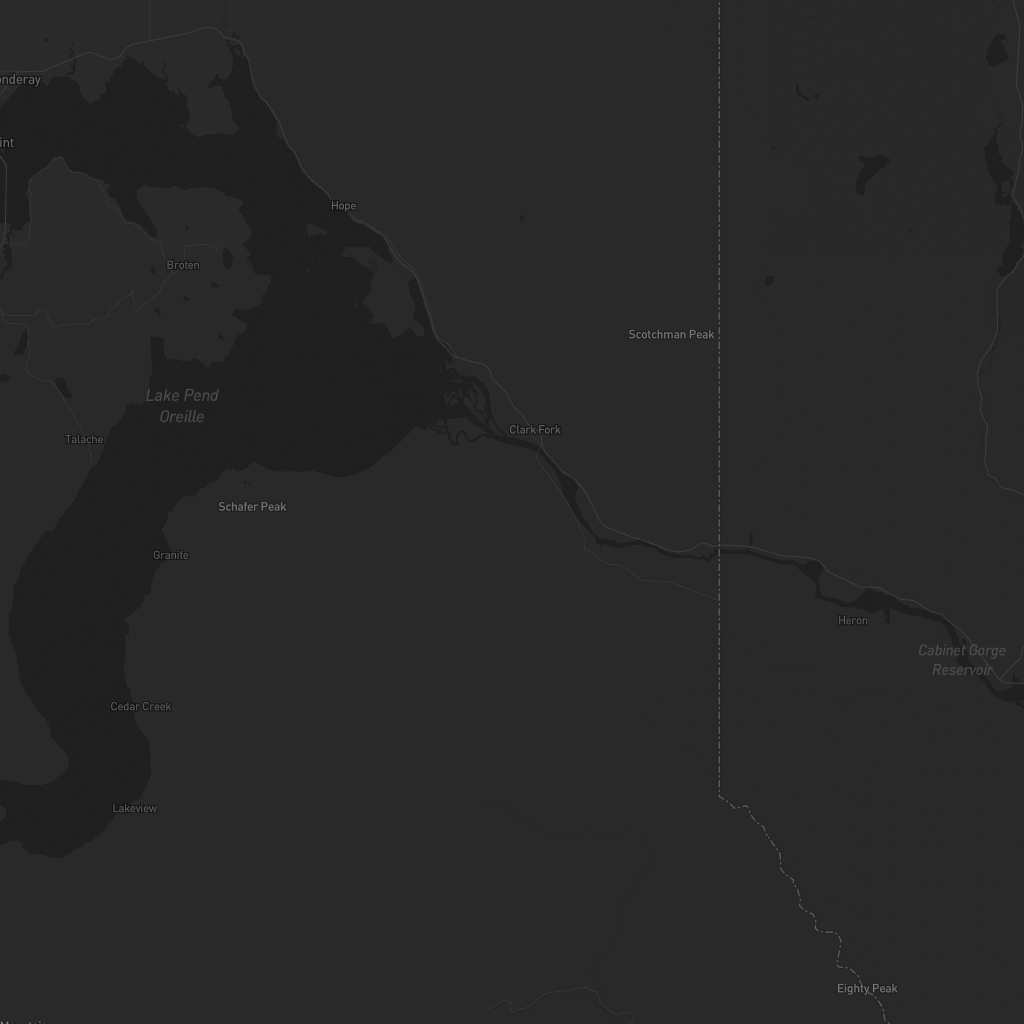 onderay
int
Hope
Broten
Scotchman Peak
Lake Pend
Oreille
Talache
Clark Fork
Schafer Peak
Granite
Heron
Cabinet Gorge
Reservoir
Cedar Creek
Lakeview
Eighty Peak